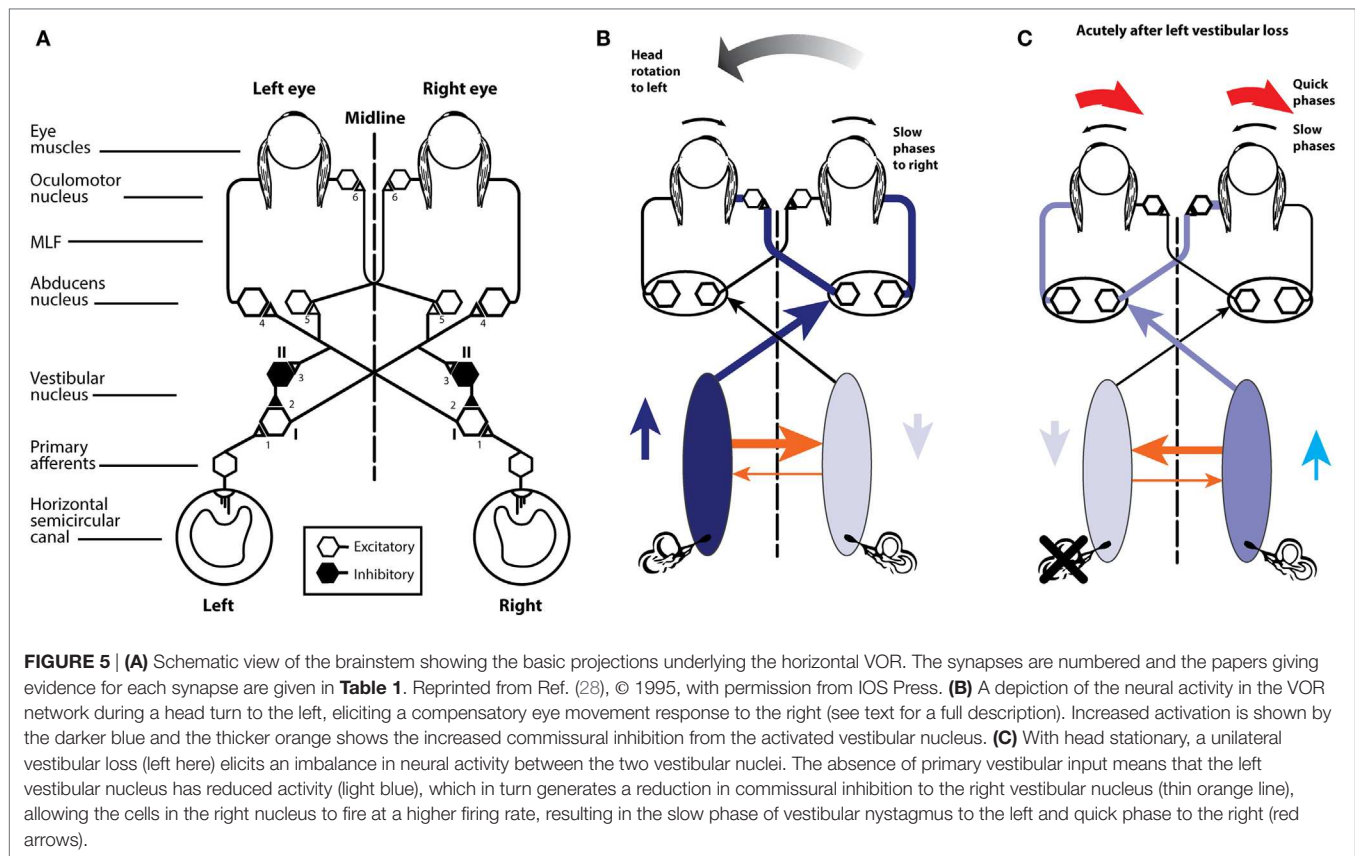 A
Left eye
Right eye
Midline
Eye
muscles
Oculomotor
nucleus
MLF
Abducens
nucleus
Vestibular
nucleus
Primary
afferents
Horizontal
semicircular
canal
6
6
5
5
4
4
II
II
3
3
2
2
I
I
1
1
Excitatory
Inhibitory
Left
Right
B
Head
rotation
to left
Slow
phases
to right
C
Acutely after left vestibular loss
Quick
phases
Slow
phases
FIGURE 5 | (A) Schematic view of the brainstem showing the basic projections underlying the horizontal VOR. The synapses are numbered and the papers giving
evidence for each synapse are given in Table 1. Reprinted from Ref. (28), © 1995, with permission from IOS Press. (B) A depiction of the neural activity in the VOR
network during a head turn to the left, eliciting a compensatory eye movement response to the right (see text for a full description). Increased activation is shown by
the darker blue and the thicker orange shows the increased commissural inhibition from the activated vestibular nucleus. (C) With head stationary, a unilateral
vestibular loss (left here) elicits an imbalance in neural activity between the two vestibular nuclei. The absence of primary vestibular input means that the left
vestibular nucleus has reduced activity (light blue), which in turn generates a reduction in commissural inhibition to the right vestibular nucleus (thin orange line),
allowing the cells in the right nucleus to fire at a higher firing rate, resulting in the slow phase of vestibular nystagmus to the left and quick phase to the right (red
arrows).